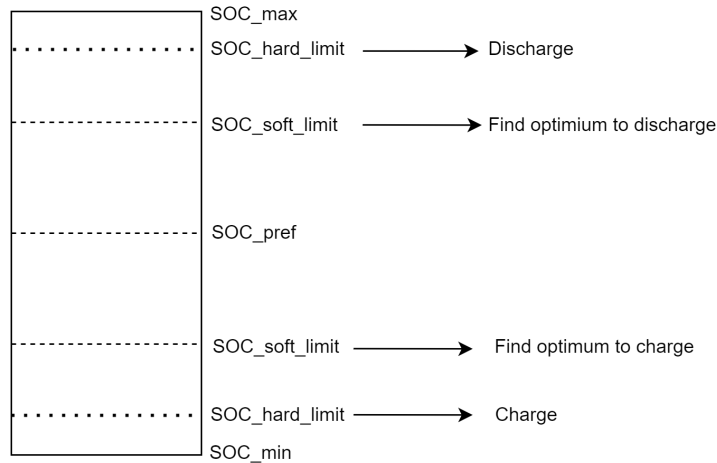 SOC_max
SOC_hard_limit Discharge
SOC_soft_limit Find optimium to discharge
SOC_pref
SOC_soft_limit Find optimum to charge
SOC_hard_limit Charge
SOC_min